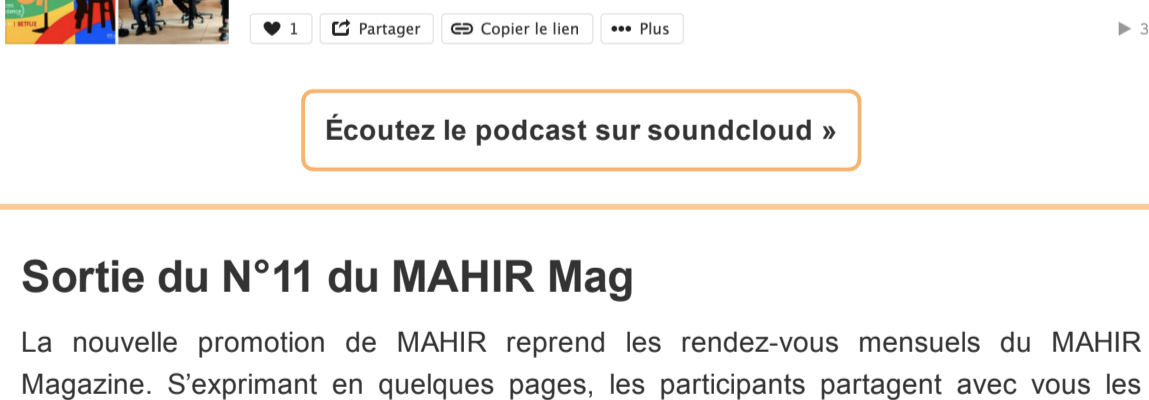 NETFLIX
1 Partager Copier le lien Plus 3
Écoutez le podcast sur soundcloud »
Sortie du N°11 du MAHIR Mag
La nouvelle promotion de MAHIR reprend les rendez-vous mensuels du MAHIR
Magazine. S’exprimant en quelques pages, les participants partagent avec vous les